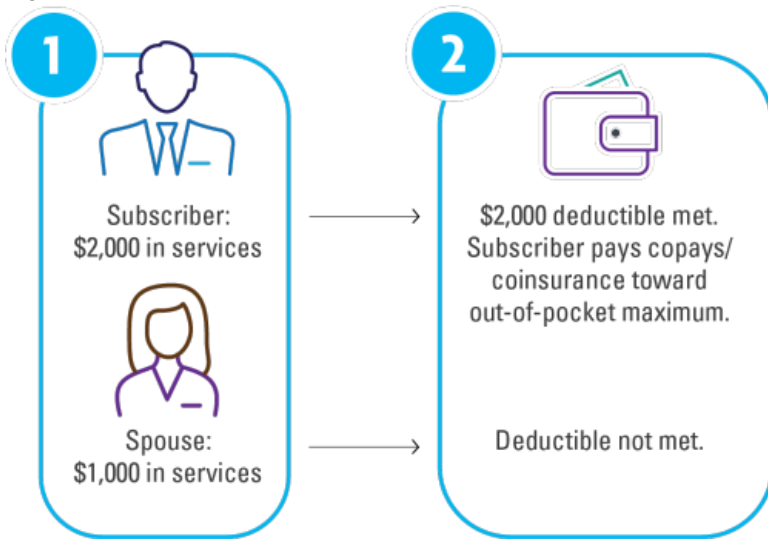 1
Subscriber:
$2,000 in services
Spouse:
$1,000 in services
2
$2,000 deductible met.
Subscriber pays copays/
coinsurance toward
out-of-pocket maximum.
Deductible not met.